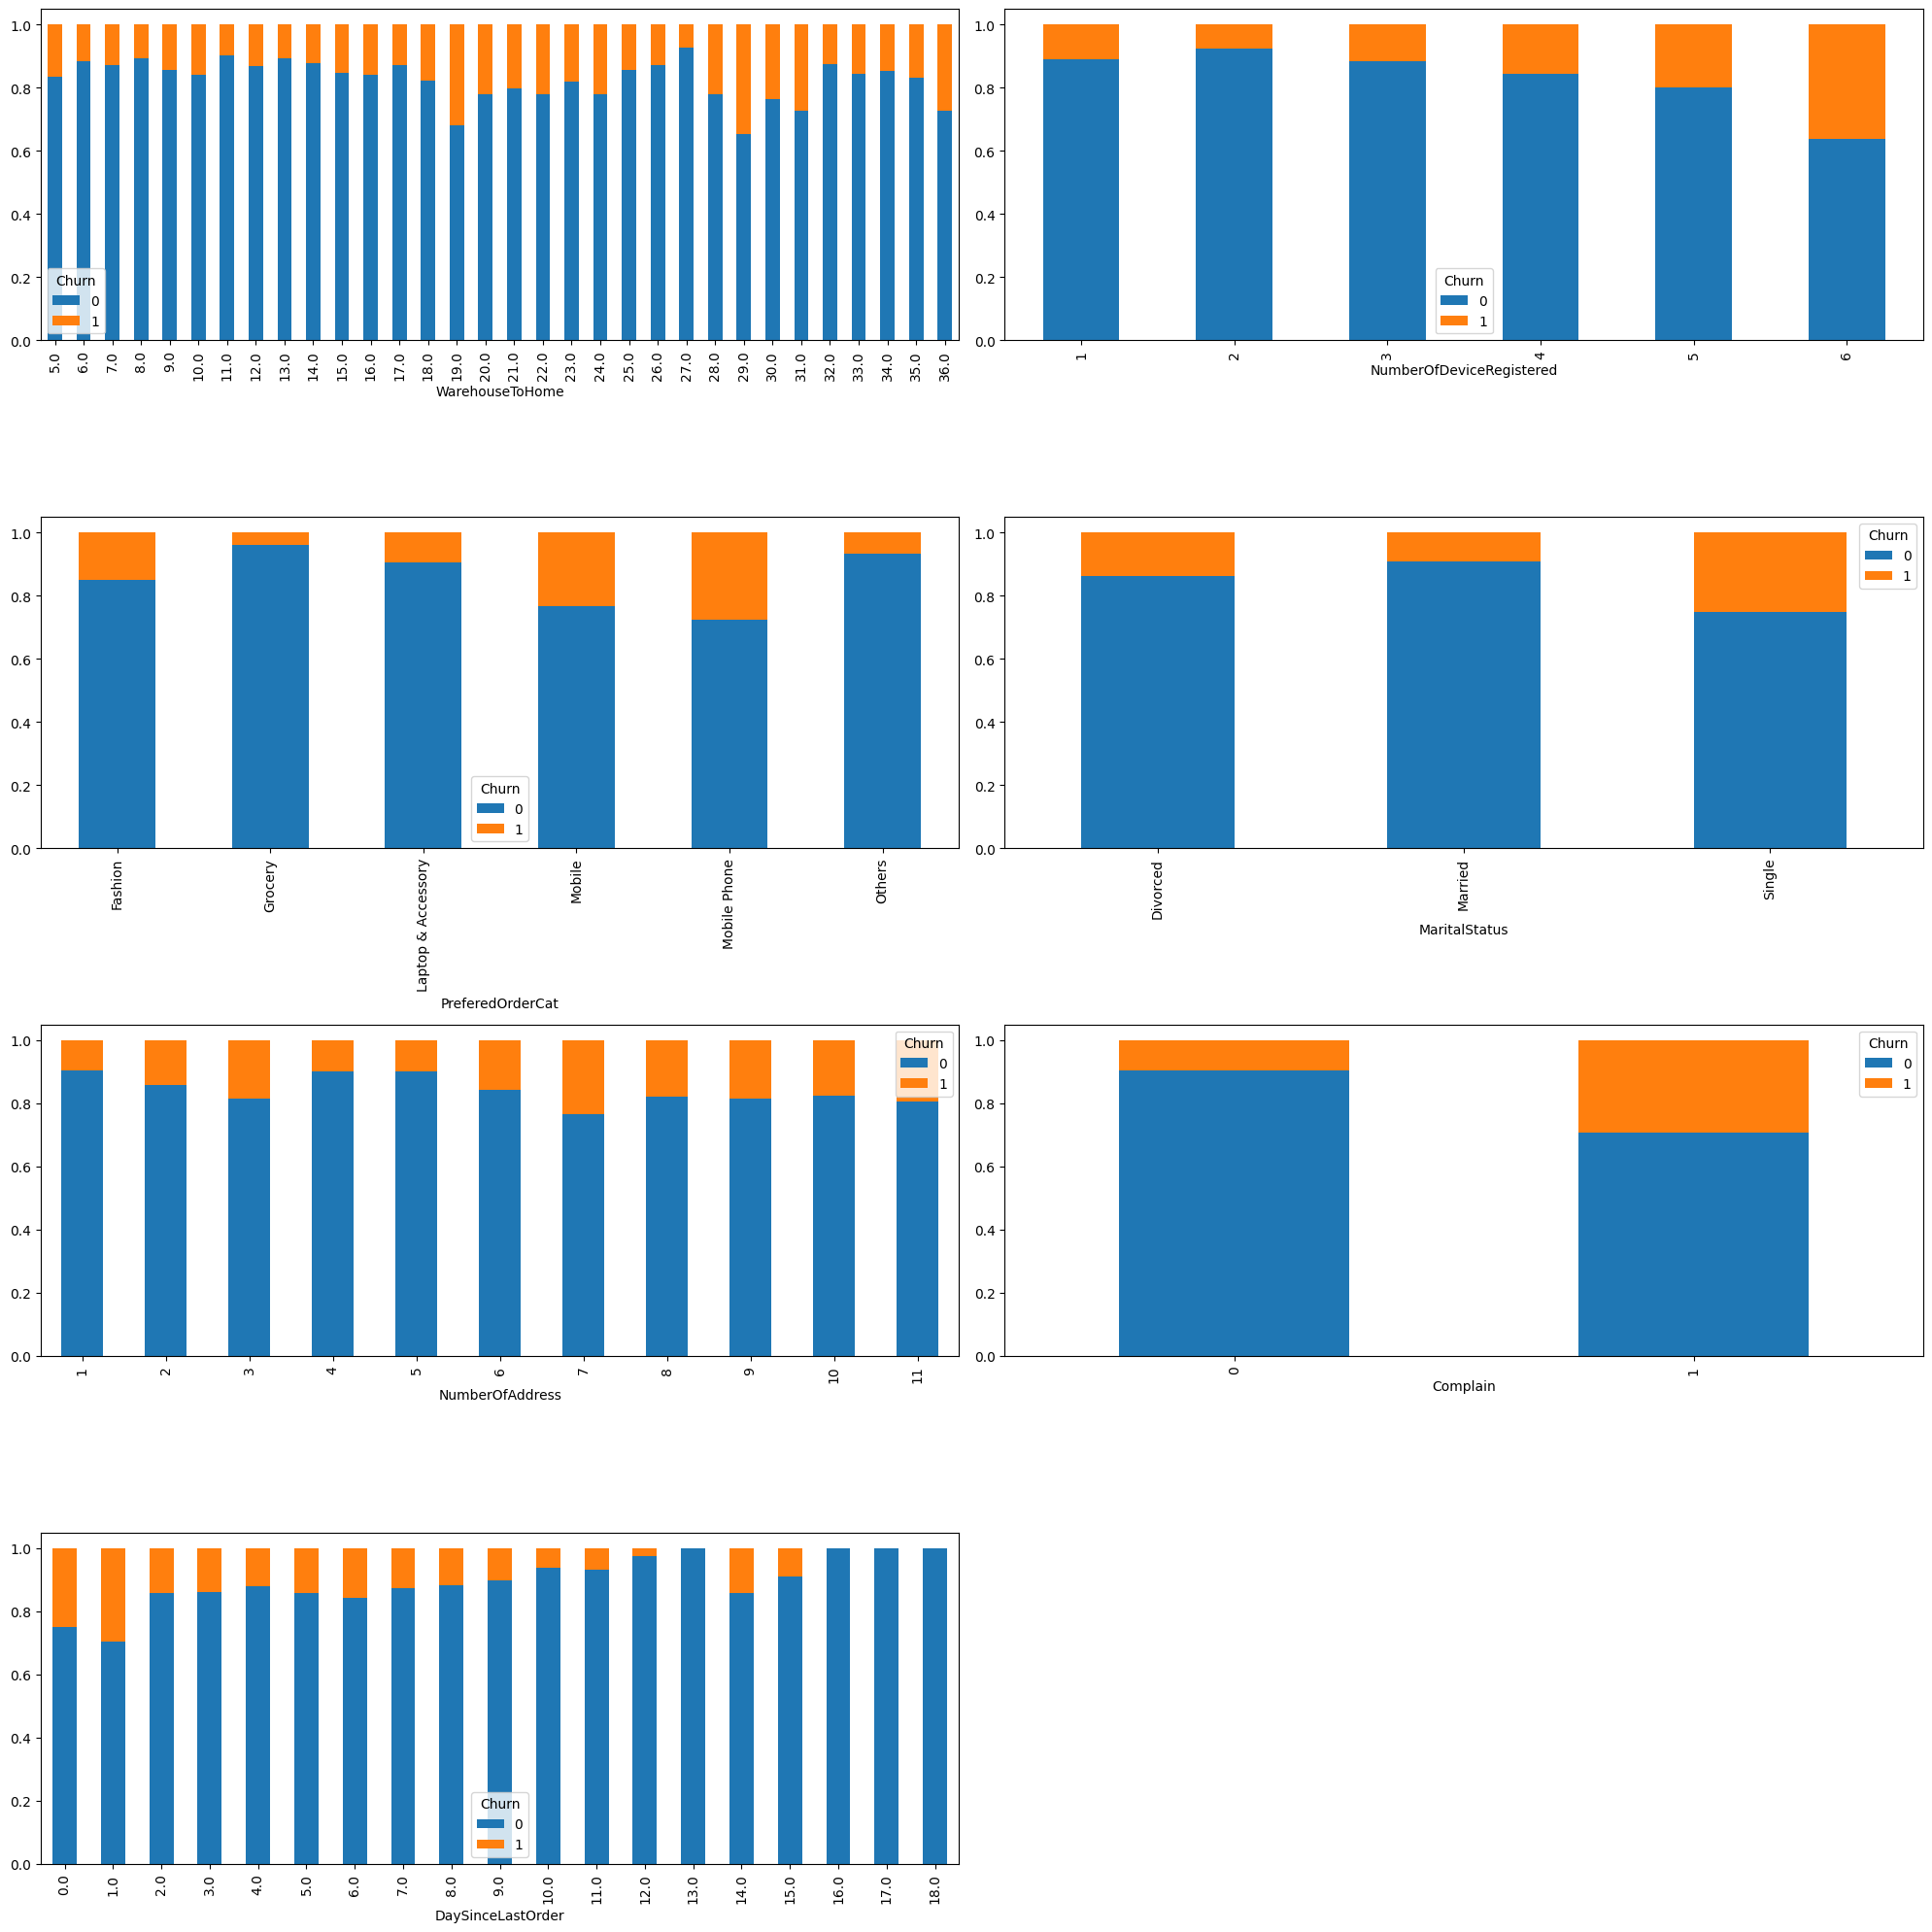 1.0
0.8
0.6
0.4
0.2
0.0
Churn
0
1
5.0 6.0 7.0 8.0 9.0 10.0 11.0 12.0 13.0 14.0 15.0 16.0 17.0 18.0 19.0 20.0 21.0 22.0 23.0 24.0 25.0 26.0 27.0 28.0 29.0 30.0 31.0 32.0 33.0 34.0 35.0 36.0
WarehouseToHome
1.0
0.8
0.6
0.4
0.2
0.0
Churn
0
1
1 2 3 4 5 6
NumberOfDeviceRegistered
1.0
0.8
0.6
0.4
0.2
0.0
Churn
0
1
Fashion Grocery Laptop & Accessory Mobile Mobile Phone Others
PreferedOrderCat
1.0
0.8
0.6
0.4
0.2
0.0
Churn
0
1
Divorced Married Single
MaritalStatus
1.0
0.8
0.6
0.4
0.2
0.0
Churn
0
1
1 2 3 4 5 6 7 8 9 10 11
NumberOfAddress
1.0
0.8
0.6
0.4
0.2
0.0
Churn
0
1
0 1
Complain
1.0
0.8
0.6
0.4
0.2
0.0
Churn
0
1
0.0 1.0 2.0 3.0 4.0 5.0 6.0 7.0 8.0 9.0 10.0 11.0 12.0 13.0 14.0 15.0 16.0 17.0 18.0
DaySinceLastOrder